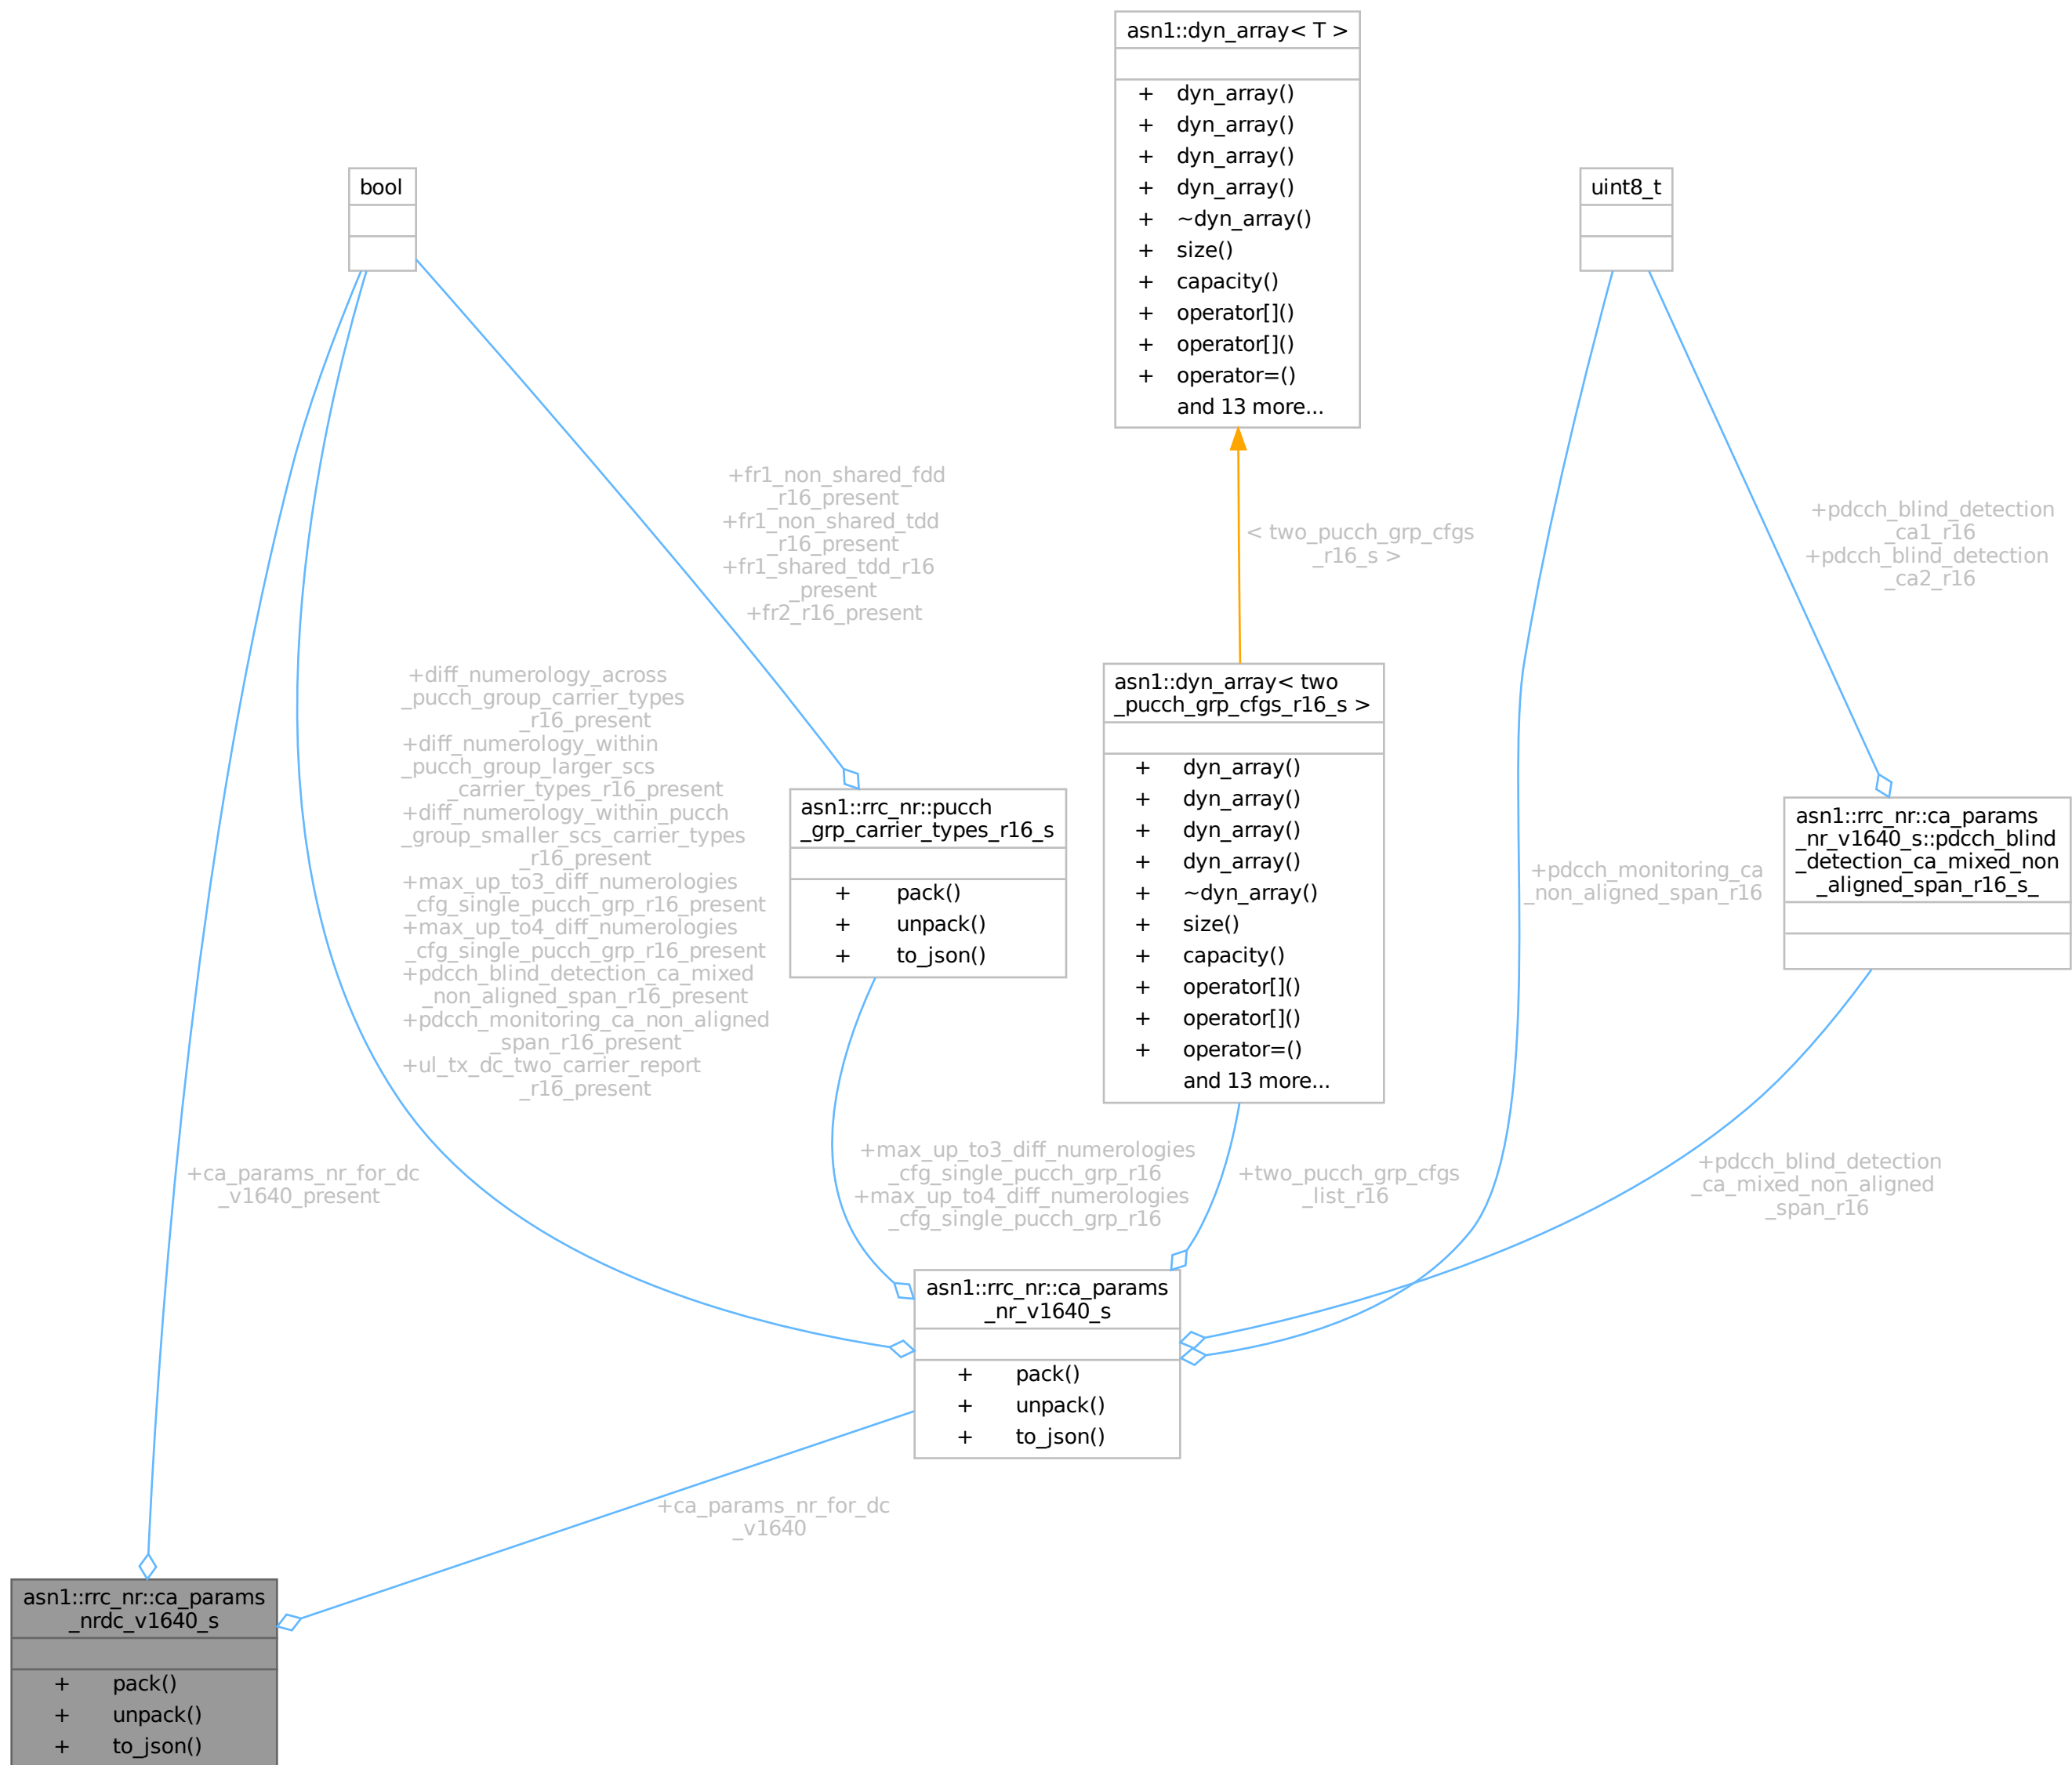 asn1::dyn_array< T >
+ dyn_array()
+ dyn_array()
+ dyn_array()
+ dyn_array()
+ ~dyn_array()
+ size()
+ capacity()
+ operator[]()
+ operator[]()
+ operator=()
and 13 more...
bool
uint8_t
+fr1_non_shared_fdd
_r16_present
+fr1_non_shared_tdd
_r16_present
+fr1_shared_tdd_r16
_present
+fr2_r16_present
< two_pucch_grp_cfgs
_r16_s >
+pdcch_blind_detection
_ca1_r16
+pdcch_blind_detection
_ca2_r16
+diff_numerology_across
_pucch_group_carrier_types
_r16_present
+diff_numerology_within
_pucch_group_larger_scs
_carrier_types_r16_present
+diff_numerology_within_pucch
_group_smaller_scs_carrier_types
_r16_present
+max_up_to3_diff_numerologies
_cfg_single_pucch_grp_r16_present
+max_up_to4_diff_numerologies
_cfg_single_pucch_grp_r16_present
+pdcch_blind_detection_ca_mixed
_non_aligned_span_r16_present
+pdcch_monitoring_ca_non_aligned
_span_r16_present
+ul_tx_dc_two_carrier_report
_r16_present
asn1::rrc_nr::pucch
_grp_carrier_types_r16_s
+ pack()
+ unpack()
+ to_json()
asn1::dyn_array< two
_pucch_grp_cfgs_r16_s >
+ dyn_array()
+ dyn_array()
+ dyn_array()
+ dyn_array()
+ ~dyn_array()
+ size()
+ capacity()
+ operator[]()
+ operator[]()
+ operator=()
and 13 more...
+pdcch_monitoring_ca
_non_aligned_span_r16
asn1::rrc_nr::ca_params
_nr_v1640_s::pdcch_blind
_detection_ca_mixed_non
_aligned_span_r16_s_
+ca_params_nr_for_dc
_v1640_present
+max_up_to3_diff_numerologies
_cfg_single_pucch_grp_r16
+max_up_to4_diff_numerologies
_cfg_single_pucch_grp_r16
+two_pucch_grp_cfgs
_list_r16
+pdcch_blind_detection
_ca_mixed_non_aligned
_span_r16
asn1::rrc_nr::ca_params
_nr_v1640_s
+ pack()
+ unpack()
+ to_json()
+ca_params_nr_for_dc
_v1640
asn1::rrc_nr::ca_params
_nrdc_v1640_s
+ pack()
+ unpack()
+ to_json()